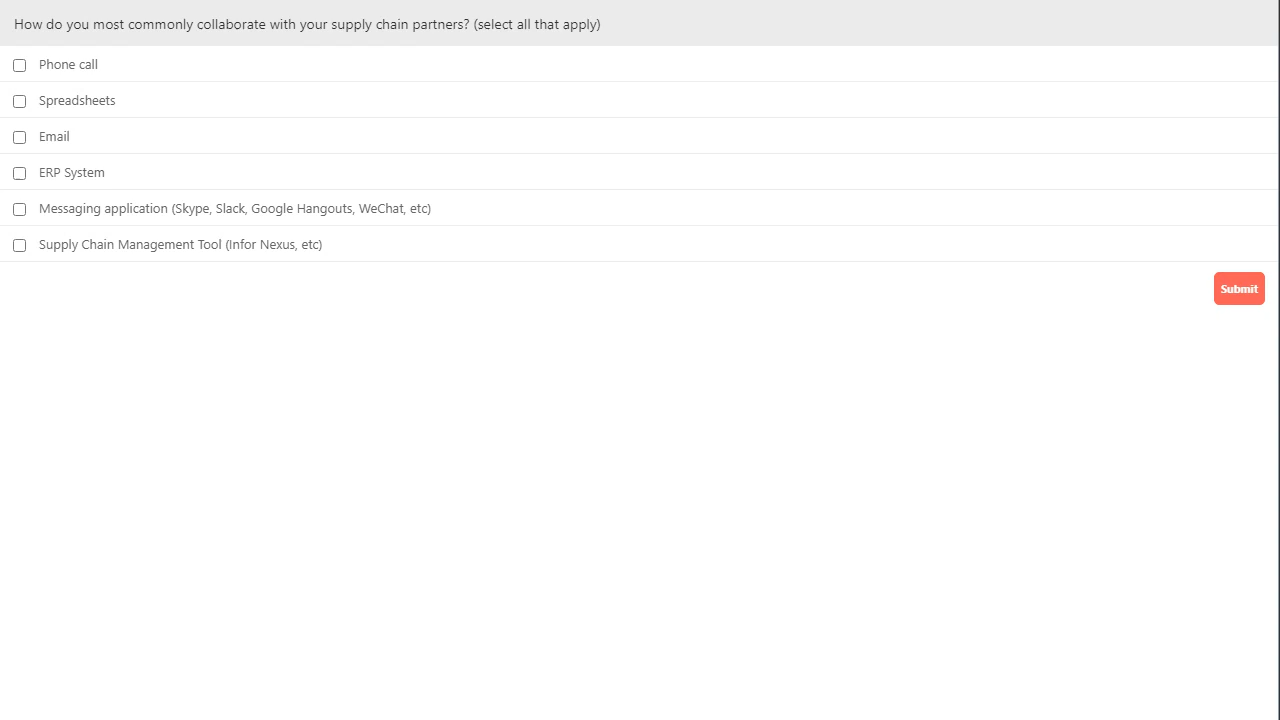 How do you most commonly collaborate with your supply chain partners? (select all that apply)
Phone call
Spreadsheets
Email
ERP System
Messaging application (Skype, Slack, Google Hangouts, WeChat, etc)
Supply Chain Management Tool (Infor Nexus, etc)
Submit